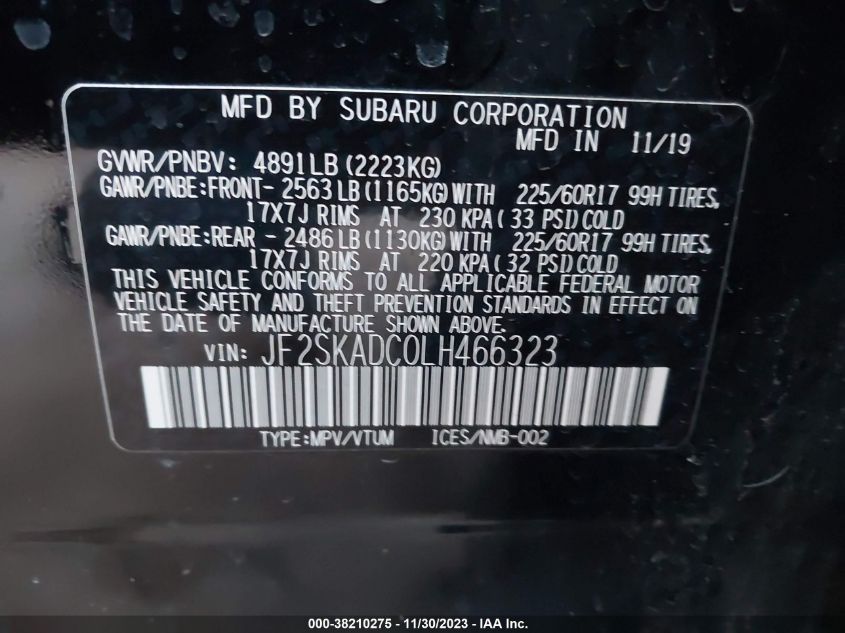 MFD BY SUBARU CORPORATION
MFD IN 11/19
GVWR/PNBV: 4891LB (2223KG)
GAWR/PNBE:FRONT- 2563 LB (1165KG) WITH 225/60R17 99H TIRES,
17X7J RIMS AT 230 KPA ( 33 PSI) COLD
GAWR/PNBE:REAR - 2486 LB (1130KG) WITH 225/60R17 99H TIRES,
17X7J RIMS AT 220 KPA ( 32 PSI) COLD
THIS VEHICLE CONFORMS TO ALL APPLICABLE FEDERAL MOTOR
VEHICLE SAFETY AND THEFT PREVENTION STANDARDS IN EFFECT ON
THE DATE OF MANUFACTURE SHOWN ABOVE.
VIN: JF2SKADC0LH466323
TYPE:MPV/VTUM ICES/NMB-002
000-38210275 - 11/30/2023 - IAA Inc.